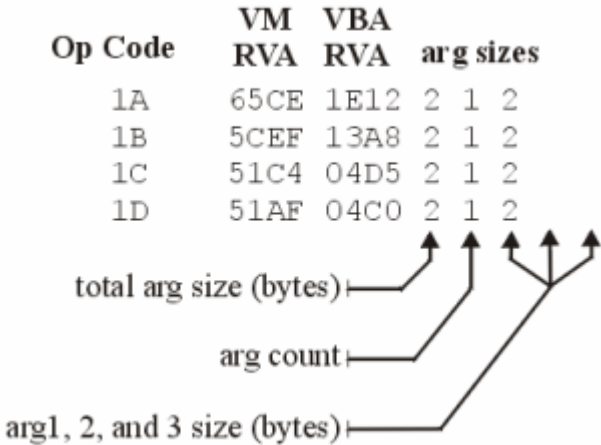 VM VBA
Op Code RVA RVA arg sizes
1A 65CE 1E12 2 1 2
1B 5CEF 13A8 2 1 2
1C 51C4 04D5 2 1 2
1D 51AF 04C0 2 1 2
total arg size (bytes)
arg count
arg1, 2, and 3 size (bytes)